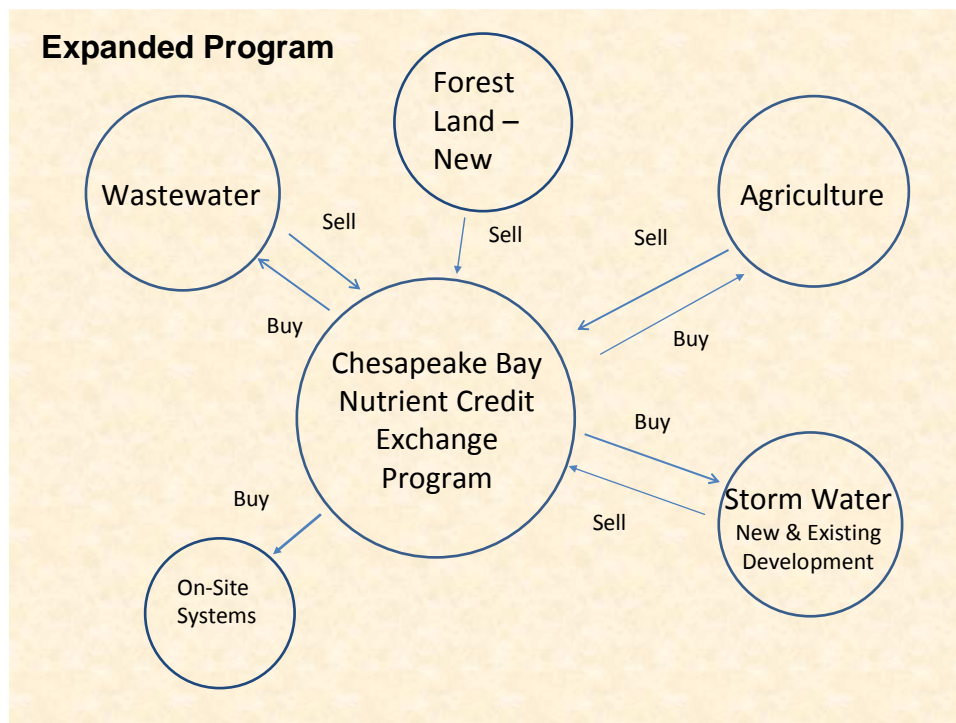 Expanded Program
Forest
Land –
New
Wastewater
Agriculture
Sell
Sell
Sell
Buy
Buy
Chesapeake Bay
Nutrient Credit
Exchange
Program
Buy
Storm Water
New & Existing
Development
Sell
Buy
On-Site
Systems